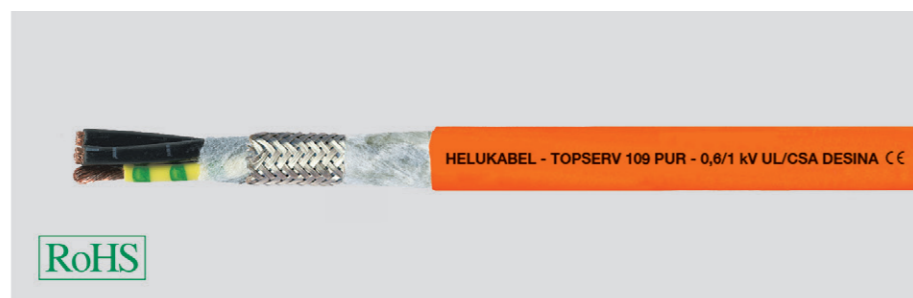 HELUKABEL - TOPSERV 109 PUR - 0,6/1 kV UL/CSA DESINA CE
RoHS